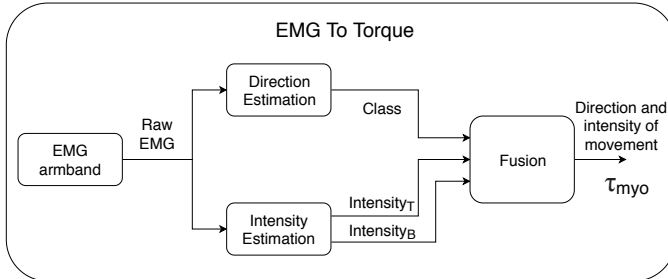 EMG To Torque
EMG
armband
Raw
EMG
Direction
Estimation
Class
Intensity
Estimation
Intensity_T
Intensity_B
Fusion
Direction and
intensity of
movement
τ_myo